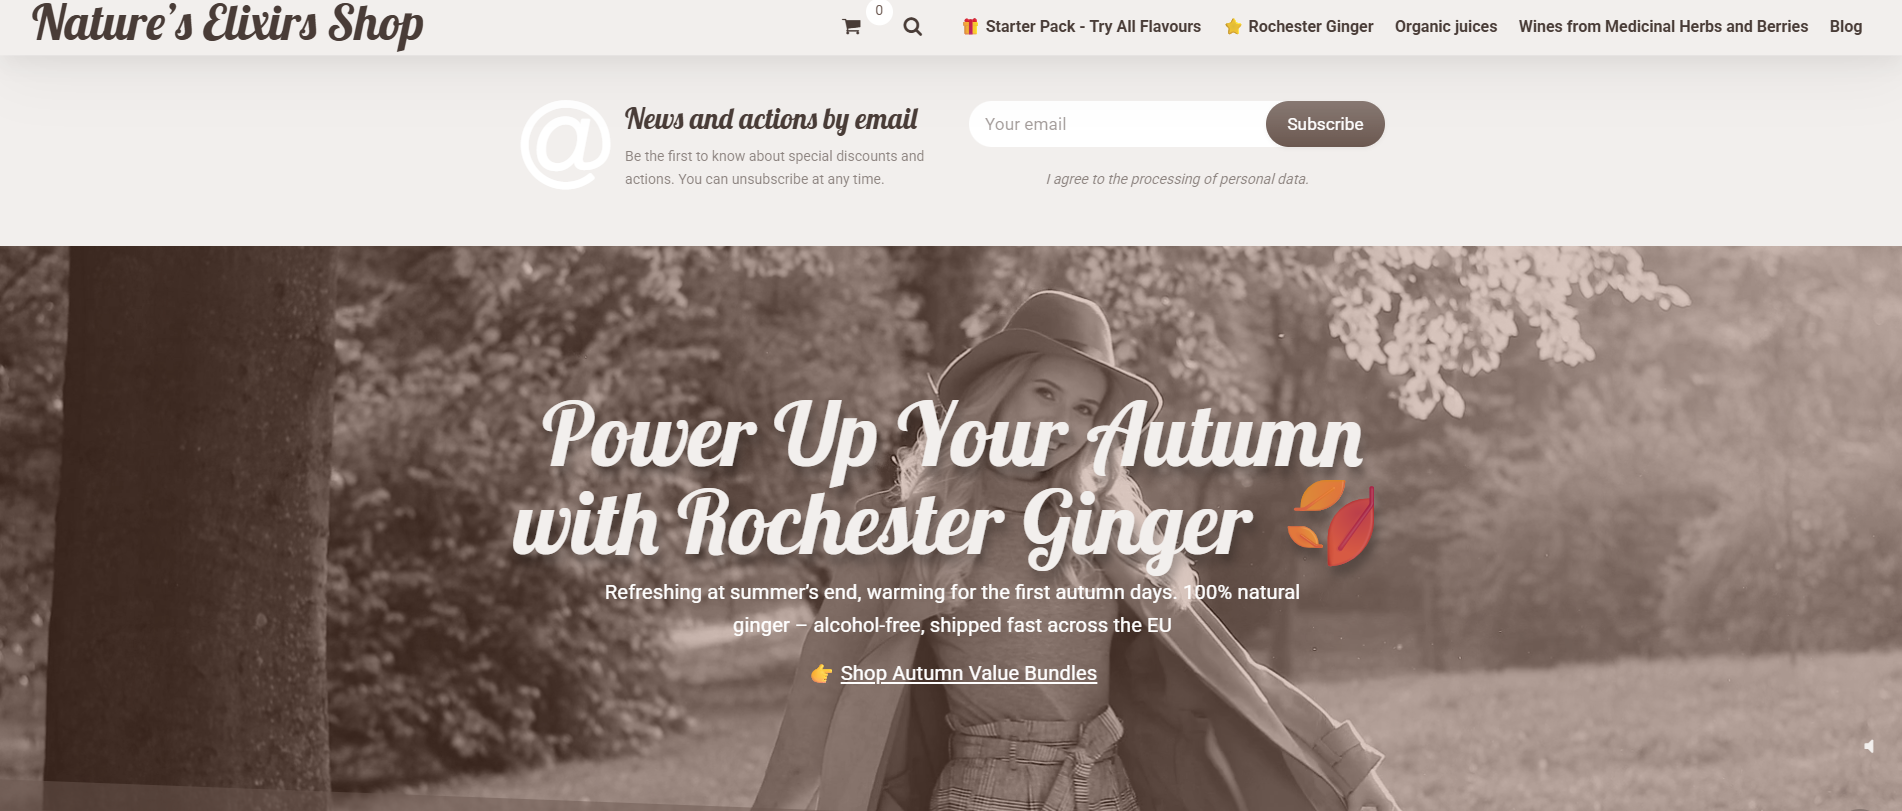 Nature's Elixirs Shop
0
🎁 Starter Pack - Try All Flavours
⭐ Rochester Ginger
Organic juices
Wines from Medicinal Herbs and Berries
Blog
@
News and actions by email
Be the first to know about special discounts and
actions. You can unsubscribe at any time.
Your email
Subscribe
I agree to the processing of personal data.
Power Up Your Autumn
with Rochester Ginger 🍂
Refreshing at summer's end, warming for the first autumn days. 100% natural
ginger – alcohol-free, shipped fast across the EU
👉 Shop Autumn Value Bundles